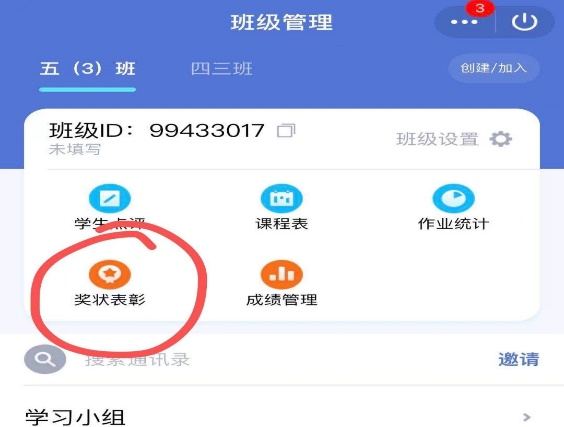 班级管理
3
五（3）班
四三班
创建/加入
班级ID：99433017
未填写
班级设置
学生点评
课程表
作业统计
奖状表彰
成绩管理
搜索通讯录
邀请
学习小组